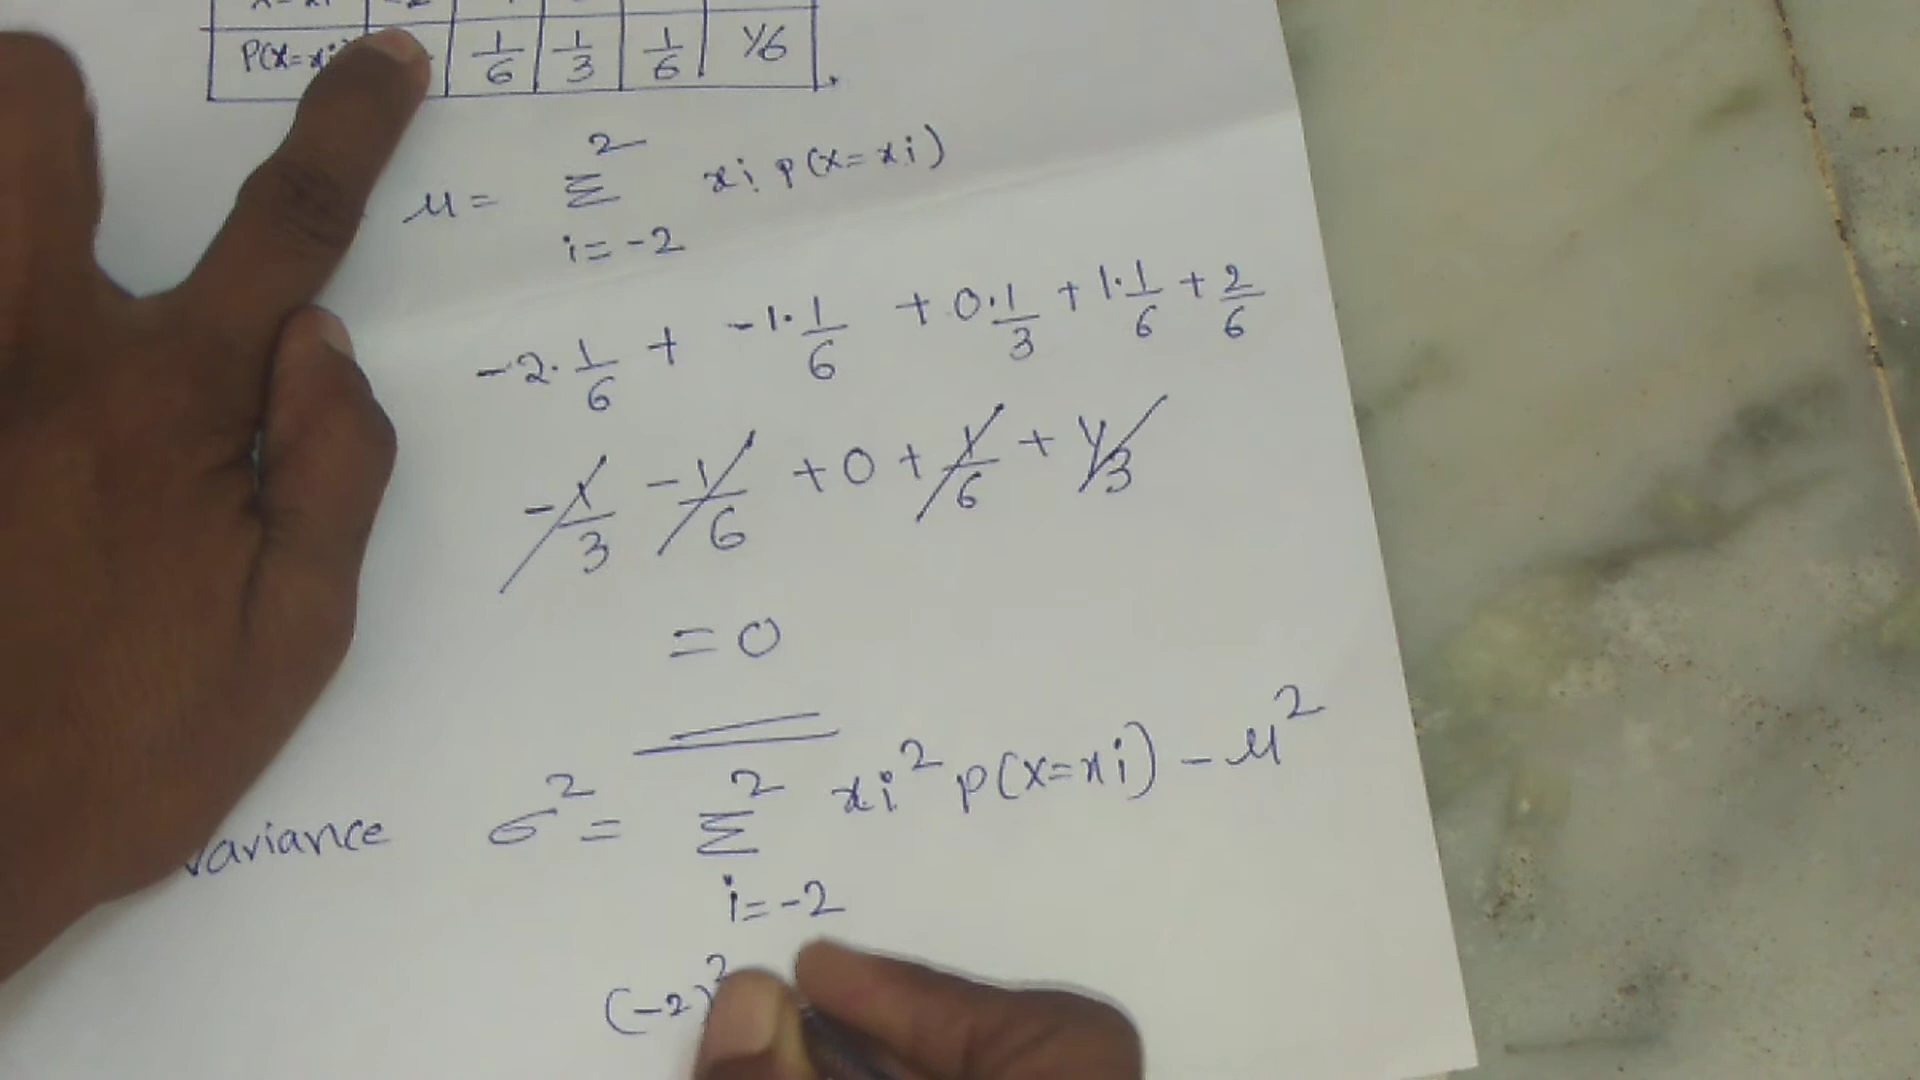 P(x=xi) 1/6 1/3 1/6 1/6
μ = 2 Σ i=-2 xi p(x=xi)
-2·1/6 + -1·1/6 + 0·1/3 + 1·1/6 + 2/6
-1/3 -1/6 +0 + 1/6 + 1/3
= 0
variance σ² = 2 Σ i=-2 xi² p(x=xi) - μ²
(-2)²